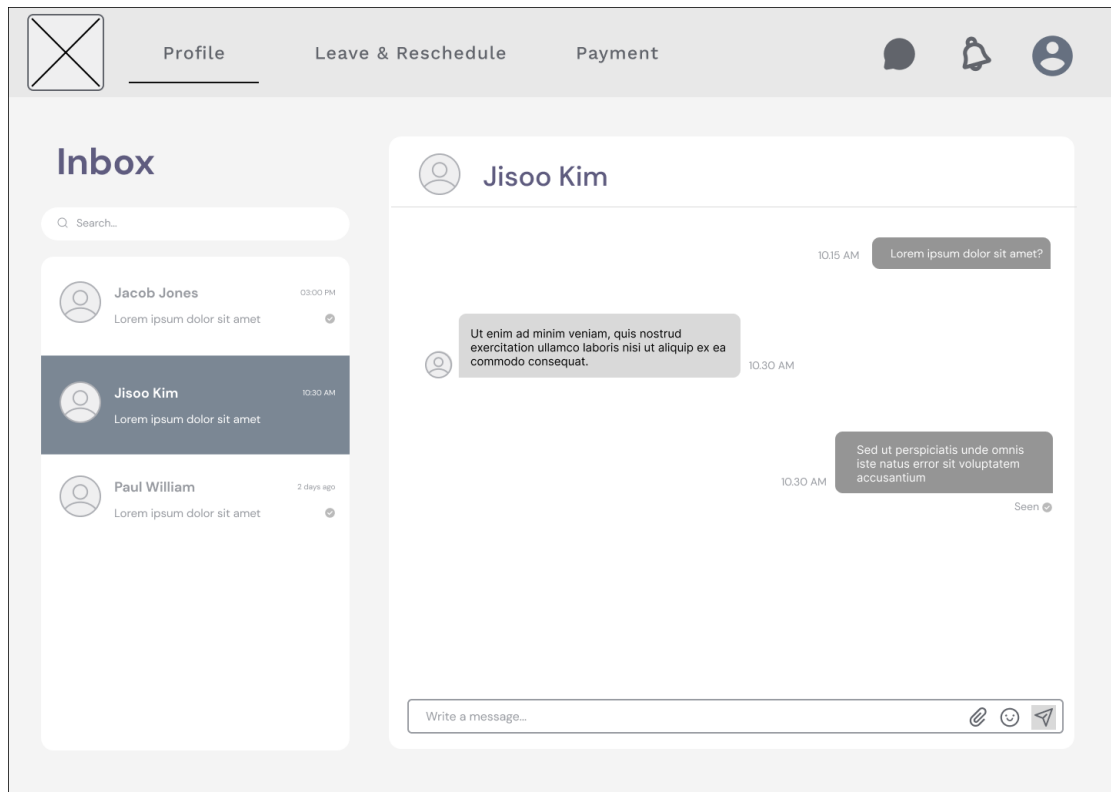 Profile
Leave & Reschedule
Payment
Inbox
Search...
Jacob Jones
03:00 PM
Lorem ipsum dolor sit amet
Jisoo Kim
10:30 AM
Lorem ipsum dolor sit amet
Paul William
2 days ago
Lorem ipsum dolor sit amet
Jisoo Kim
10.15 AM
Lorem ipsum dolor sit amet?
Ut enim ad minim veniam, quis nostrud
exercitation ullamco laboris nisi ut aliquip ex ea
commodo consequat.
10.30 AM
Sed ut perspiciatis unde omnis
iste natus error sit voluptatem
accusantium
10.30 AM
Seen
Write a message...